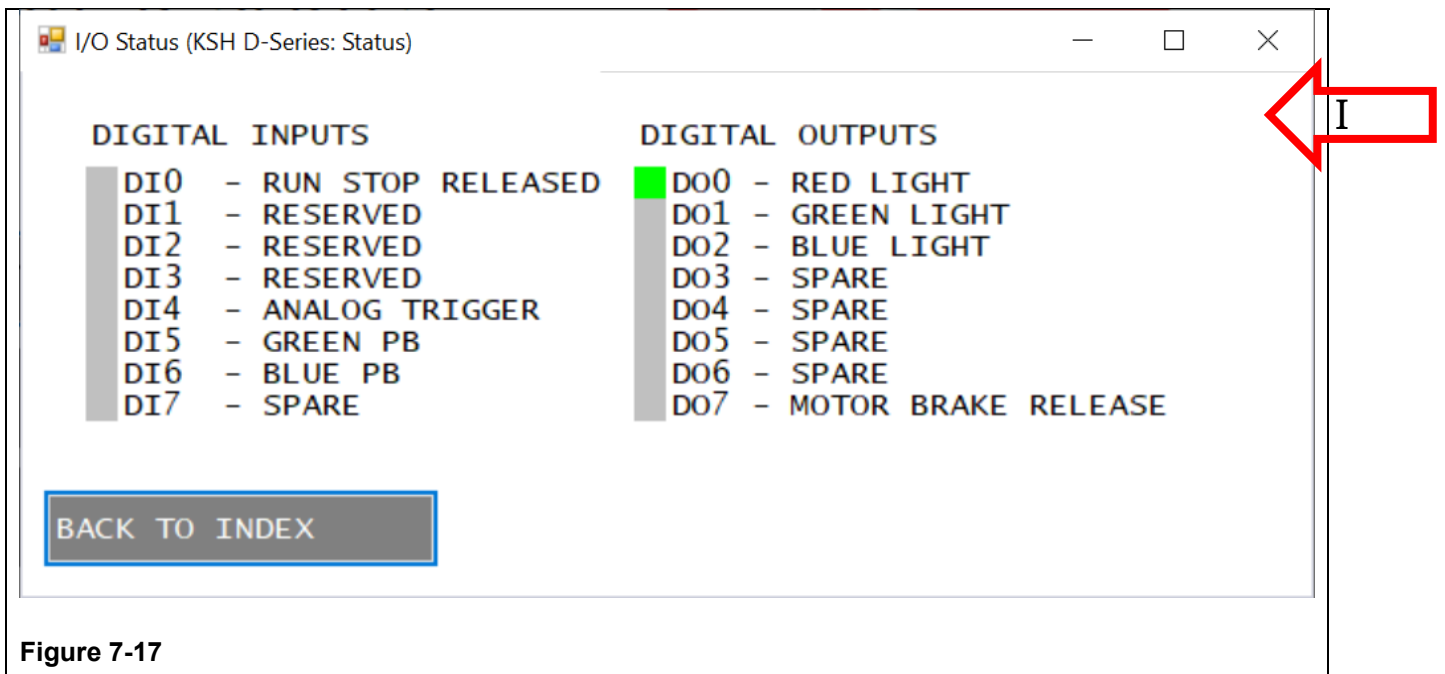 I/O Status (KSH D-Series: Status)
I
DIGITAL INPUTS
DI0 - RUN STOP RELEASED
DI1 - RESERVED
DI2 - RESERVED
DI3 - RESERVED
DI4 - ANALOG TRIGGER
DI5 - GREEN PB
DI6 - BLUE PB
DI7 - SPARE
DIGITAL OUTPUTS
DO0 - RED LIGHT
DO1 - GREEN LIGHT
DO2 - BLUE LIGHT
DO3 - SPARE
DO4 - SPARE
DO5 - SPARE
DO6 - SPARE
DO7 - MOTOR BRAKE RELEASE
BACK TO INDEX
Figure 7-17